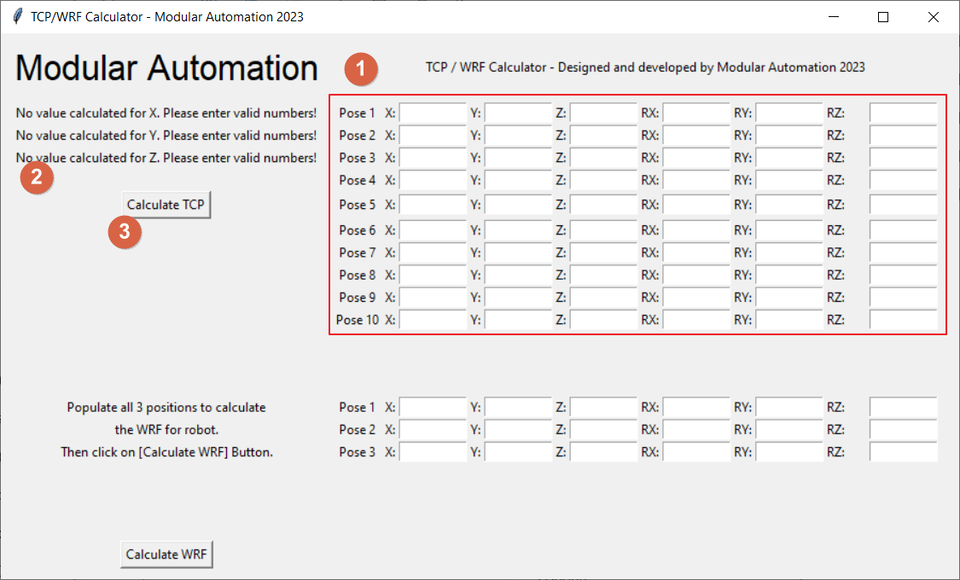 TCP/WRF Calculator - Modular Automation 2023
Modular Automation
1
TCP / WRF Calculator - Designed and developed by Modular Automation 2023
No value calculated for X. Please enter valid numbers!
No value calculated for Y. Please enter valid numbers!
No value calculated for Z. Please enter valid numbers!
2
Calculate TCP
3
Pose 1 X: Y: Z: RX: RY: RZ:
Pose 2 X: Y: Z: RX: RY: RZ:
Pose 3 X: Y: Z: RX: RY: RZ:
Pose 4 X: Y: Z: RX: RY: RZ:
Pose 5 X: Y: Z: RX: RY: RZ:
Pose 6 X: Y: Z: RX: RY: RZ:
Pose 7 X: Y: Z: RX: RY: RZ:
Pose 8 X: Y: Z: RX: RY: RZ:
Pose 9 X: Y: Z: RX: RY: RZ:
Pose 10 X: Y: Z: RX: RY: RZ:
Populate all 3 positions to calculate
the WRF for robot.
Then click on [Calculate WRF] Button.
Pose 1 X: Y: Z: RX: RY: RZ:
Pose 2 X: Y: Z: RX: RY: RZ:
Pose 3 X: Y: Z: RX: RY: RZ:
Calculate WRF